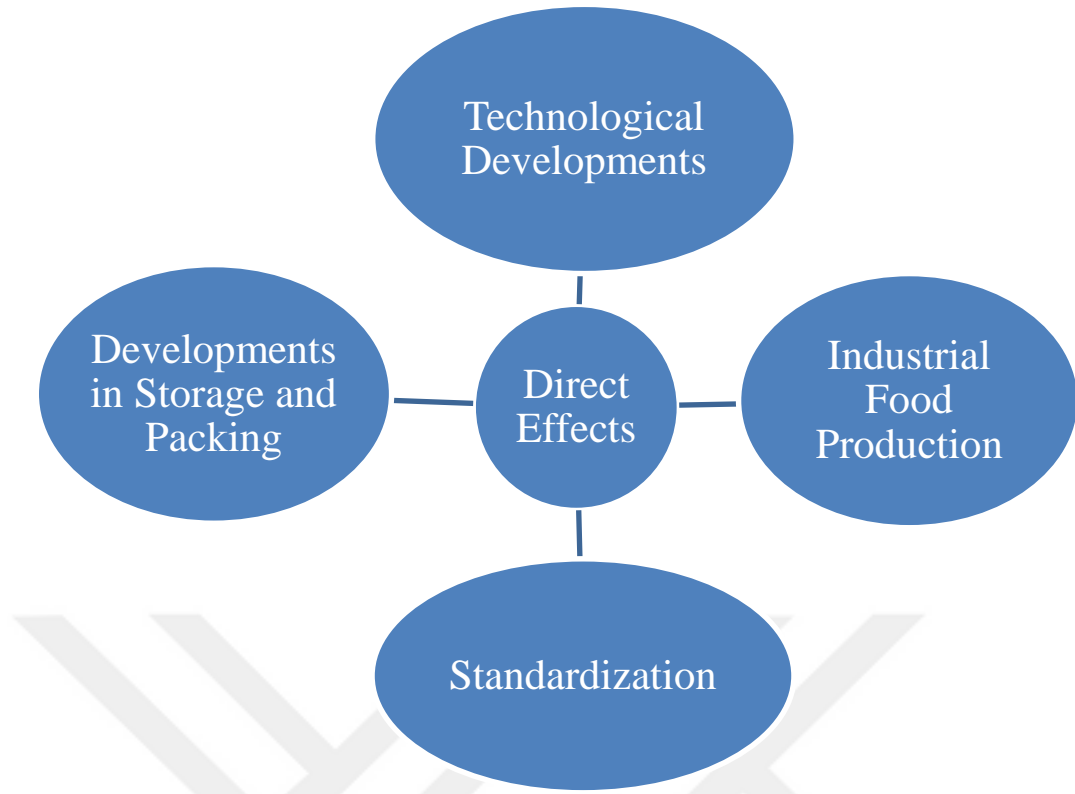 Technological
Developments
Developments
in Storage and
Packing
Direct
Effects
Industrial
Food
Production
Standardization